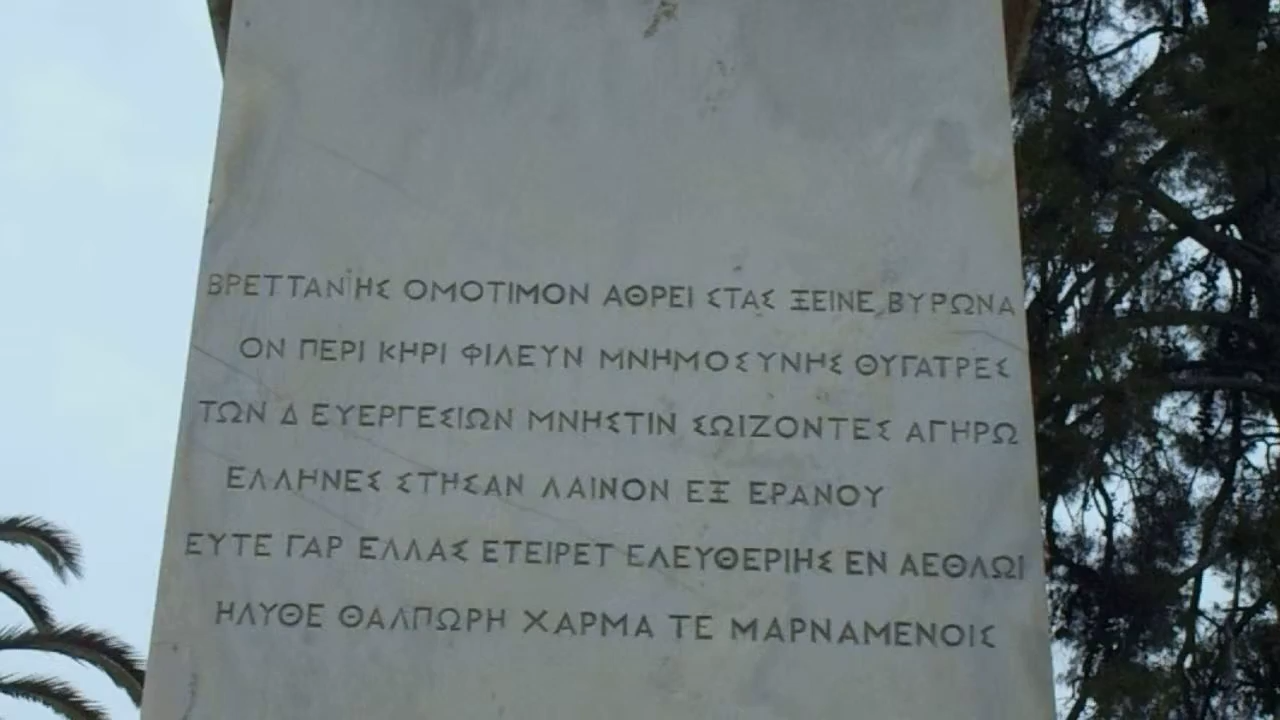 ΒΡΕΤΤΑΝΙΗΣ ΟΜΟΤΙΜΟΝ ΑΘΡΕΙ ΣΤΑΣ ΞΕΙΝΕ ΒΥΡΩΝΑ
ΟΝ ΠΕΡΙ ΚΗΡΙ ΦΙΛΕΥΝ ΜΝΗΜΟΣΥΝΗΣ ΘΥΓΑΤΡΕΣ
ΤΩΝ Δ ΕΥΕΡΓΕΣΙΩΝ ΜΝΗΣΤΙΝ ΣΩΙΖΟΝΤΕΣ ΑΓΗΡΩ
ΕΛΛΗΝΕΣ ΣΤΗΣΑΝ ΛΑΙΝΟΝ ΕΞ ΕΡΑΝΟΥ
ΕΥΤΕ ΓΑΡ ΕΛΛΑΣ ΕΤΕΙΡΕΤ ΕΛΕΥΘΕΡΙΗΣ ΕΝ ΑΕΘΛΩΙ
ΗΛΥΘΕ ΘΑΛΠΩΡΗ ΧΑΡΜΑ ΤΕ ΜΑΡΝΑΜΕΝΟΙΣ